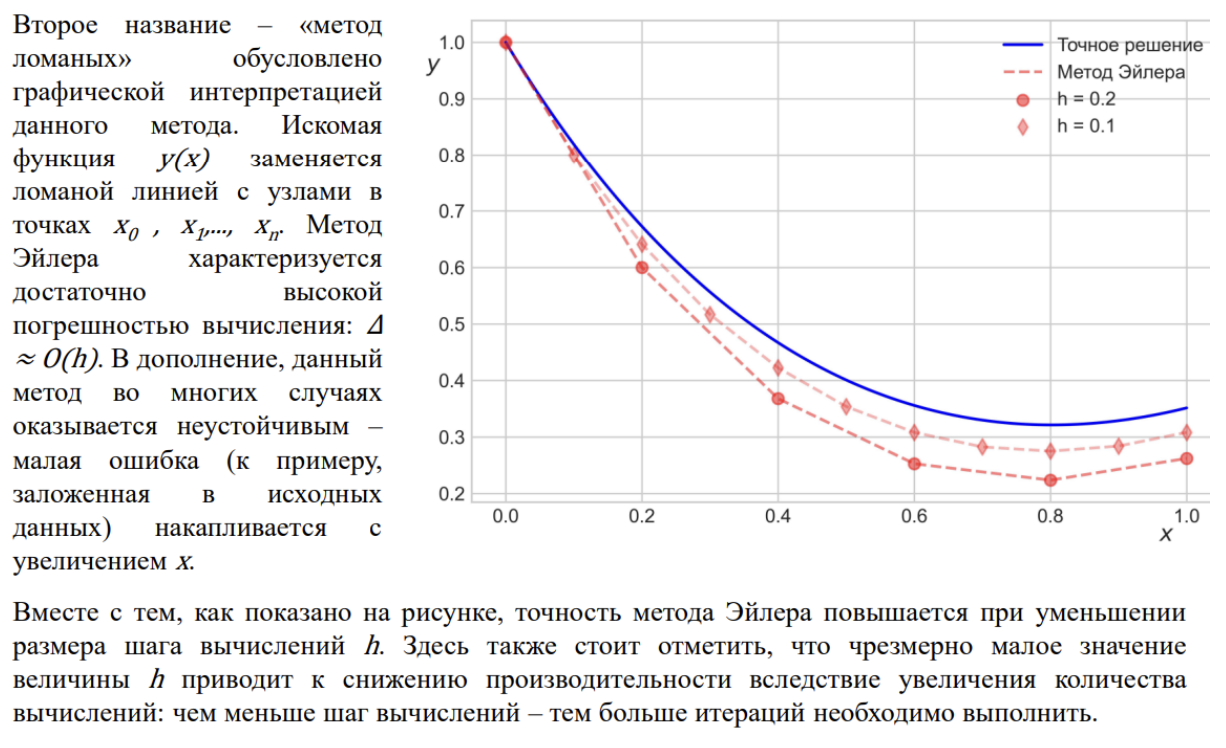 Второе название – «метод
ломаных» обусловлено
графической интерпретацией
данного метода. Искомая
функция y(x) заменяется
ломаной линией с узлами в
точках x₀ , x₁,..., xₙ. Метод
Эйлера характеризуется
достаточно высокой
погрешностью вычисления: Δ
≈ O(h). В дополнение, данный
метод во многих случаях
оказывается неустойчивым –
малая ошибка (к примеру,
заложенная в исходных
данных) накапливается с
увеличением x.
y
1.0
0.9
0.8
0.7
0.6
0.5
0.4
0.3
0.2
Точное решение
Метод Эйлера
h = 0.2
h = 0.1
0.0 0.2 0.4 0.6 0.8 1.0
x
Вместе с тем, как показано на рисунке, точность метода Эйлера повышается при уменьшении
размера шага вычислений h. Здесь также стоит отметить, что чрезмерно малое значение
величины h приводит к снижению производительности вследствие увеличения количества
вычислений: чем меньше шаг вычислений – тем больше итераций необходимо выполнить.